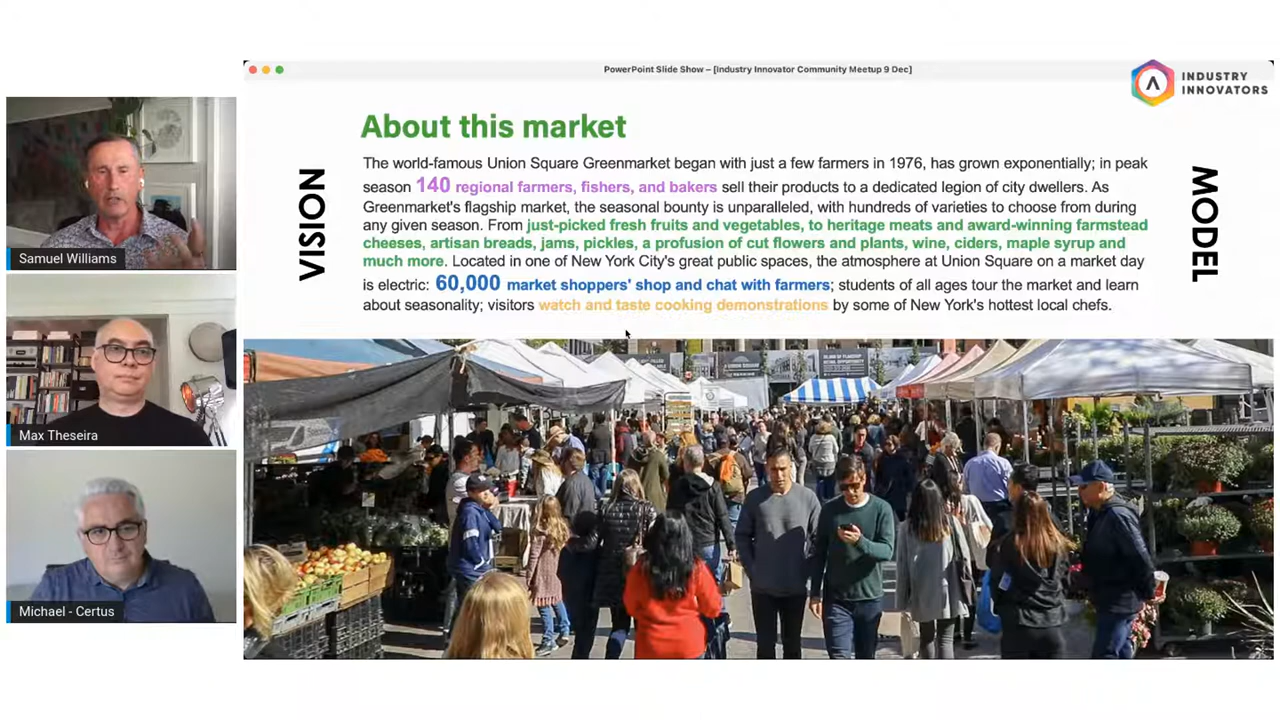 PowerPoint Slide Show – [Industry Innovator Community Meetup 9 Dec]
INDUSTRY
INNOVATORS
About this market
VISION
MODEL
The world-famous Union Square Greenmarket began with just a few farmers in 1976, has grown exponentially; in peak
season 140 regional farmers, fishers, and bakers sell their products to a dedicated legion of city dwellers. As
Greenmarket's flagship market, the seasonal bounty is unparalleled, with hundreds of varieties to choose from during
any given season. From just-picked fresh fruits and vegetables, to heritage meats and award-winning farmstead
cheeses, artisan breads, jams, pickles, a profusion of cut flowers and plants, wine, ciders, maple syrup and
much more. Located in one of New York City's great public spaces, the atmosphere at Union Square on a market day
is electric: 60,000 market shoppers' shop and chat with farmers; students of all ages tour the market and learn
about seasonality; visitors watch and taste cooking demonstrations by some of New York's hottest local chefs.
Samuel Williams
Max Theseira
Michael - Certus